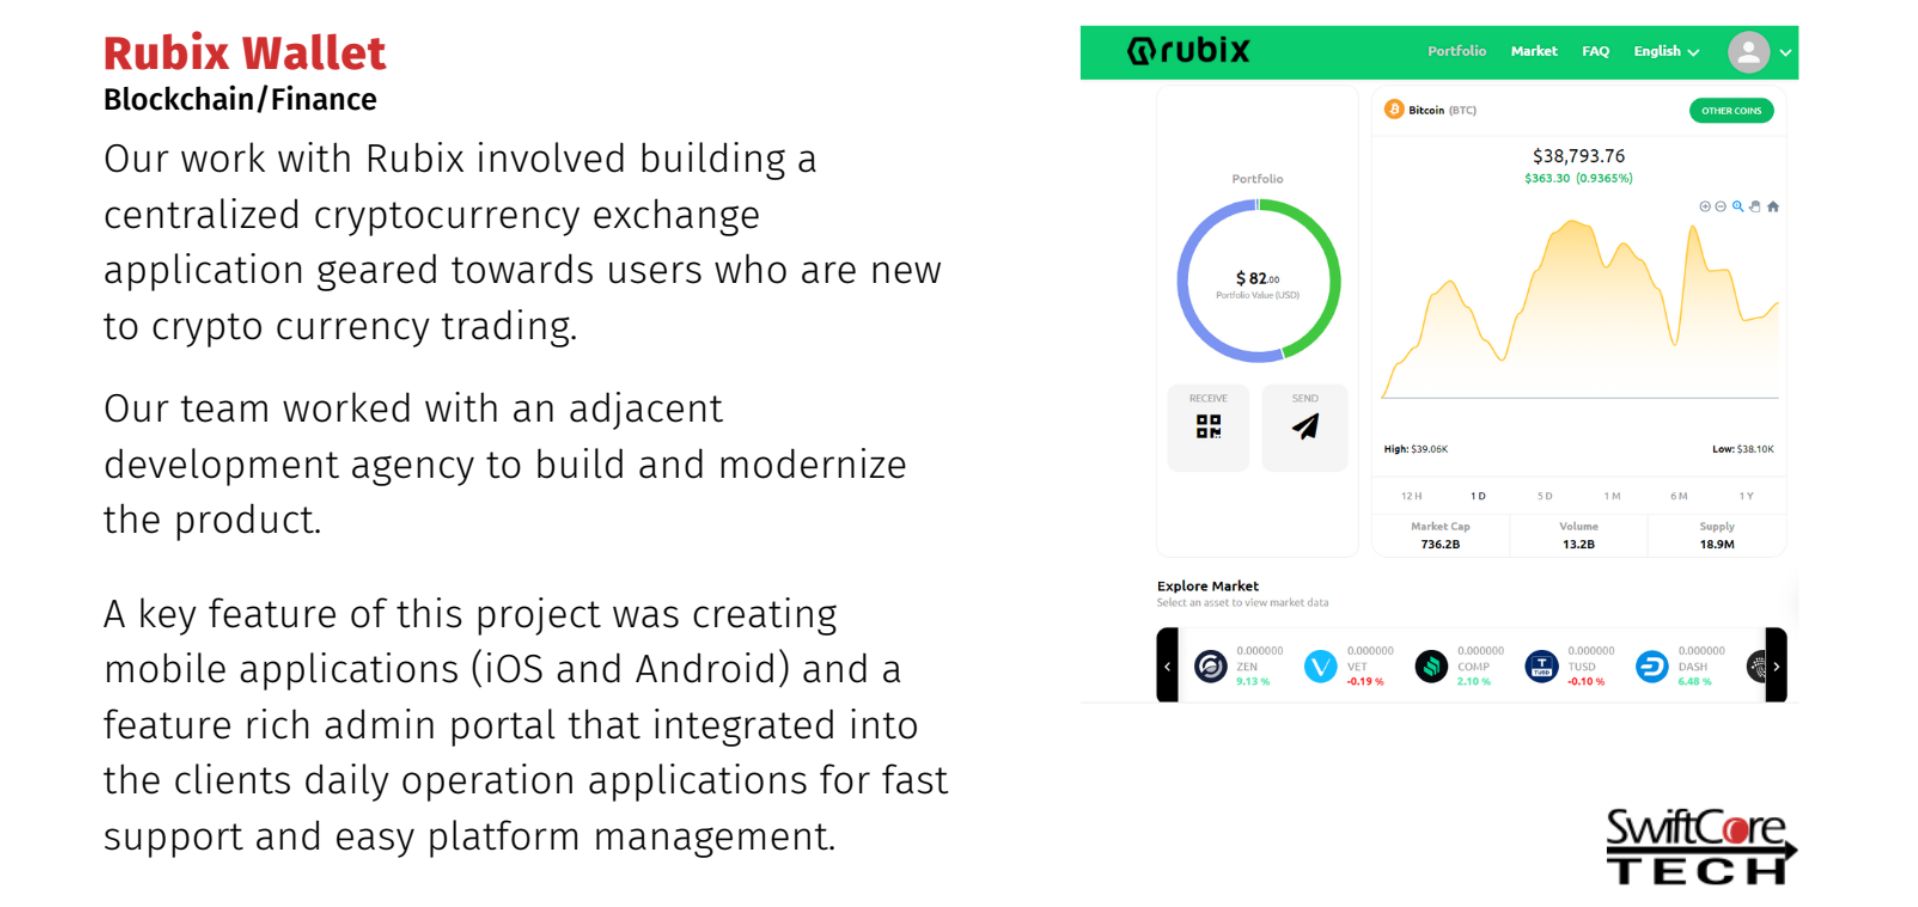 Rubix Wallet
Blockchain/Finance
Our work with Rubix involved building a
centralized cryptocurrency exchange
application geared towards users who are new
to crypto currency trading.
Our team worked with an adjacent
development agency to build and modernize
the product.
A key feature of this project was creating
mobile applications (iOS and Android) and a
feature rich admin portal that integrated into
the clients daily operation applications for fast
support and easy platform management.
rubix
Portfolio Market FAQ English
Portfolio
$ 82.00
Portfolio Value (USD)
RECEIVE SEND
Bitcoin (BTC) OTHER COINS
$38,793.76
$363.30 (0.9365%)
High: $39.06K Low: $38.10K
12 H 1 D 5 D 1 M 6 M 1 Y
Market Cap Volume Supply
736.2B 13.2B 18.9M
Explore Market
Select an asset to view market data
0.000000 0.000000 0.000000 0.000000 0.000000
ZEN VET COMP TUSD DASH
9.13 % -0.19 % 2.10 % -0.10 % 6.48 %
T
TUSD
SwiftCore
TECH